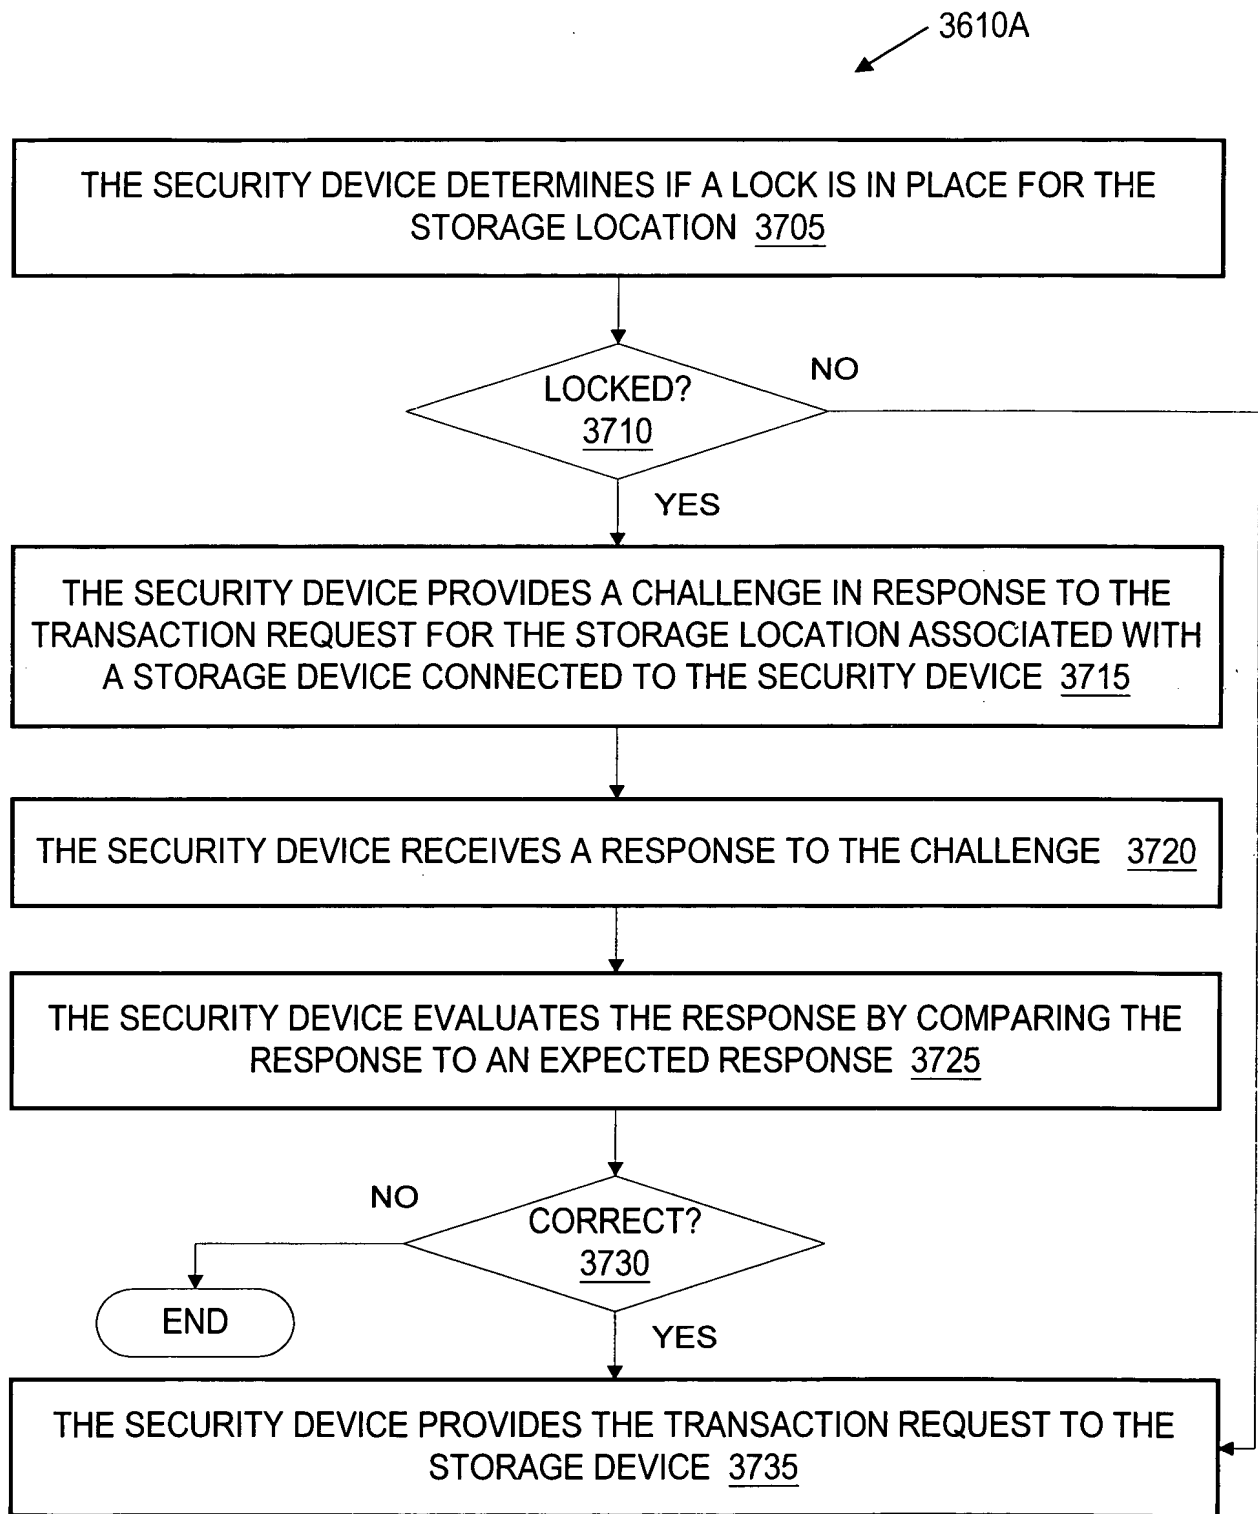 3610A
THE SECURITY DEVICE DETERMINES IF A LOCK IS IN PLACE FOR THE
STORAGE LOCATION 3705
LOCKED?
3710
NO
YES
THE SECURITY DEVICE PROVIDES A CHALLENGE IN RESPONSE TO THE
TRANSACTION REQUEST FOR THE STORAGE LOCATION ASSOCIATED WITH
A STORAGE DEVICE CONNECTED TO THE SECURITY DEVICE 3715
THE SECURITY DEVICE RECEIVES A RESPONSE TO THE CHALLENGE 3720
THE SECURITY DEVICE EVALUATES THE RESPONSE BY COMPARING THE
RESPONSE TO AN EXPECTED RESPONSE 3725
NO
CORRECT?
3730
END
YES
THE SECURITY DEVICE PROVIDES THE TRANSACTION REQUEST TO THE
STORAGE DEVICE 3735